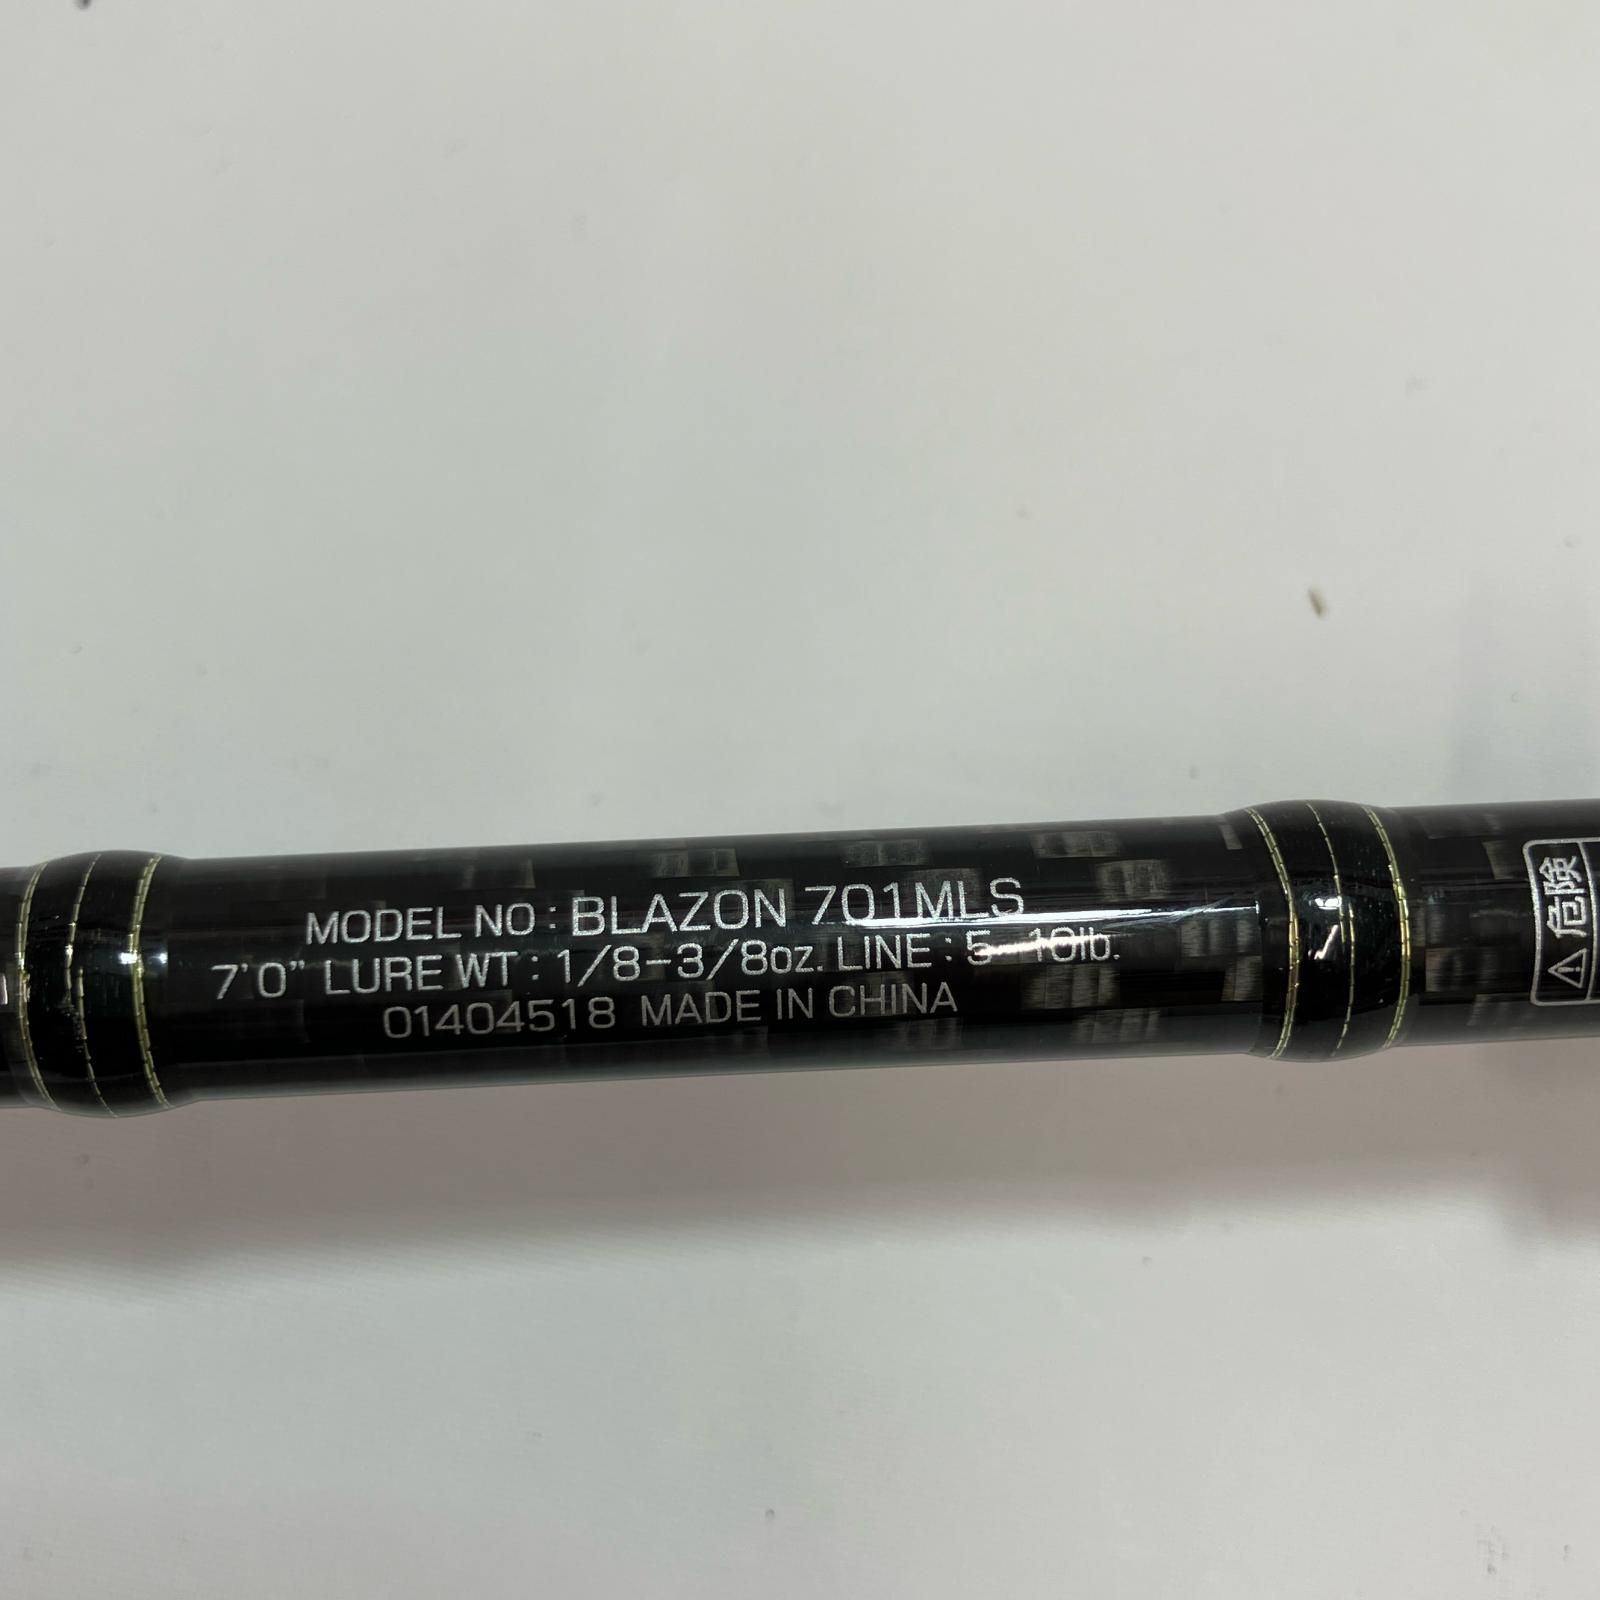 MODEL NO : BLAZON 701MLS
7'0" LURE WT : 1/8-3/8oz. LINE : 5-10lb.
01404518 MADE IN CHINA
⚠危険